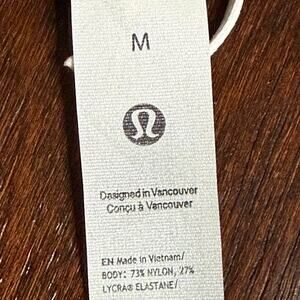 M
Designed in Vancouver
Conçu à Vancouver
EN Made in Vietnam/
BODY: 73% NYLON, 27%
LYCRA® ELASTANE/